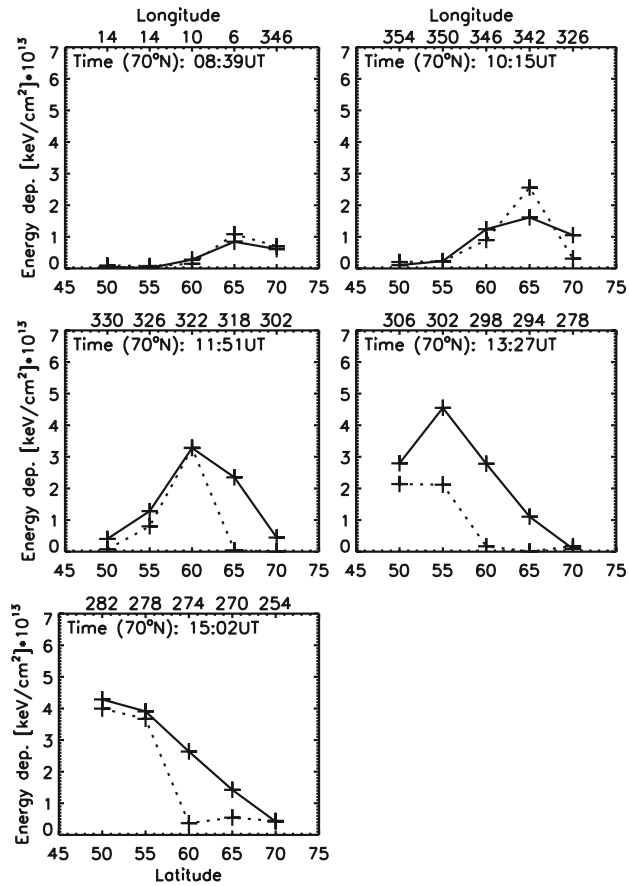 Longitude
14 14 10 6 346
Time (70°N): 08:39UT
Energy dep. [keV/cm²]•10¹³
7
6
5
4
3
2
1
0
45 50 55 60 65 70 75
Longitude
354 350 346 342 326
Time (70°N): 10:15UT
7
6
5
4
3
2
1
0
45 50 55 60 65 70 75
330 326 322 318 302
Time (70°N): 11:51UT
Energy dep. [keV/cm²]•10¹³
7
6
5
4
3
2
1
0
45 50 55 60 65 70 75
306 302 298 294 278
Time (70°N): 13:27UT
7
6
5
4
3
2
1
0
45 50 55 60 65 70 75
282 278 274 270 254
Time (70°N): 15:02UT
Energy dep. [keV/cm²]•10¹³
7
6
5
4
3
2
1
0
45 50 55 60 65 70 75
Latitude